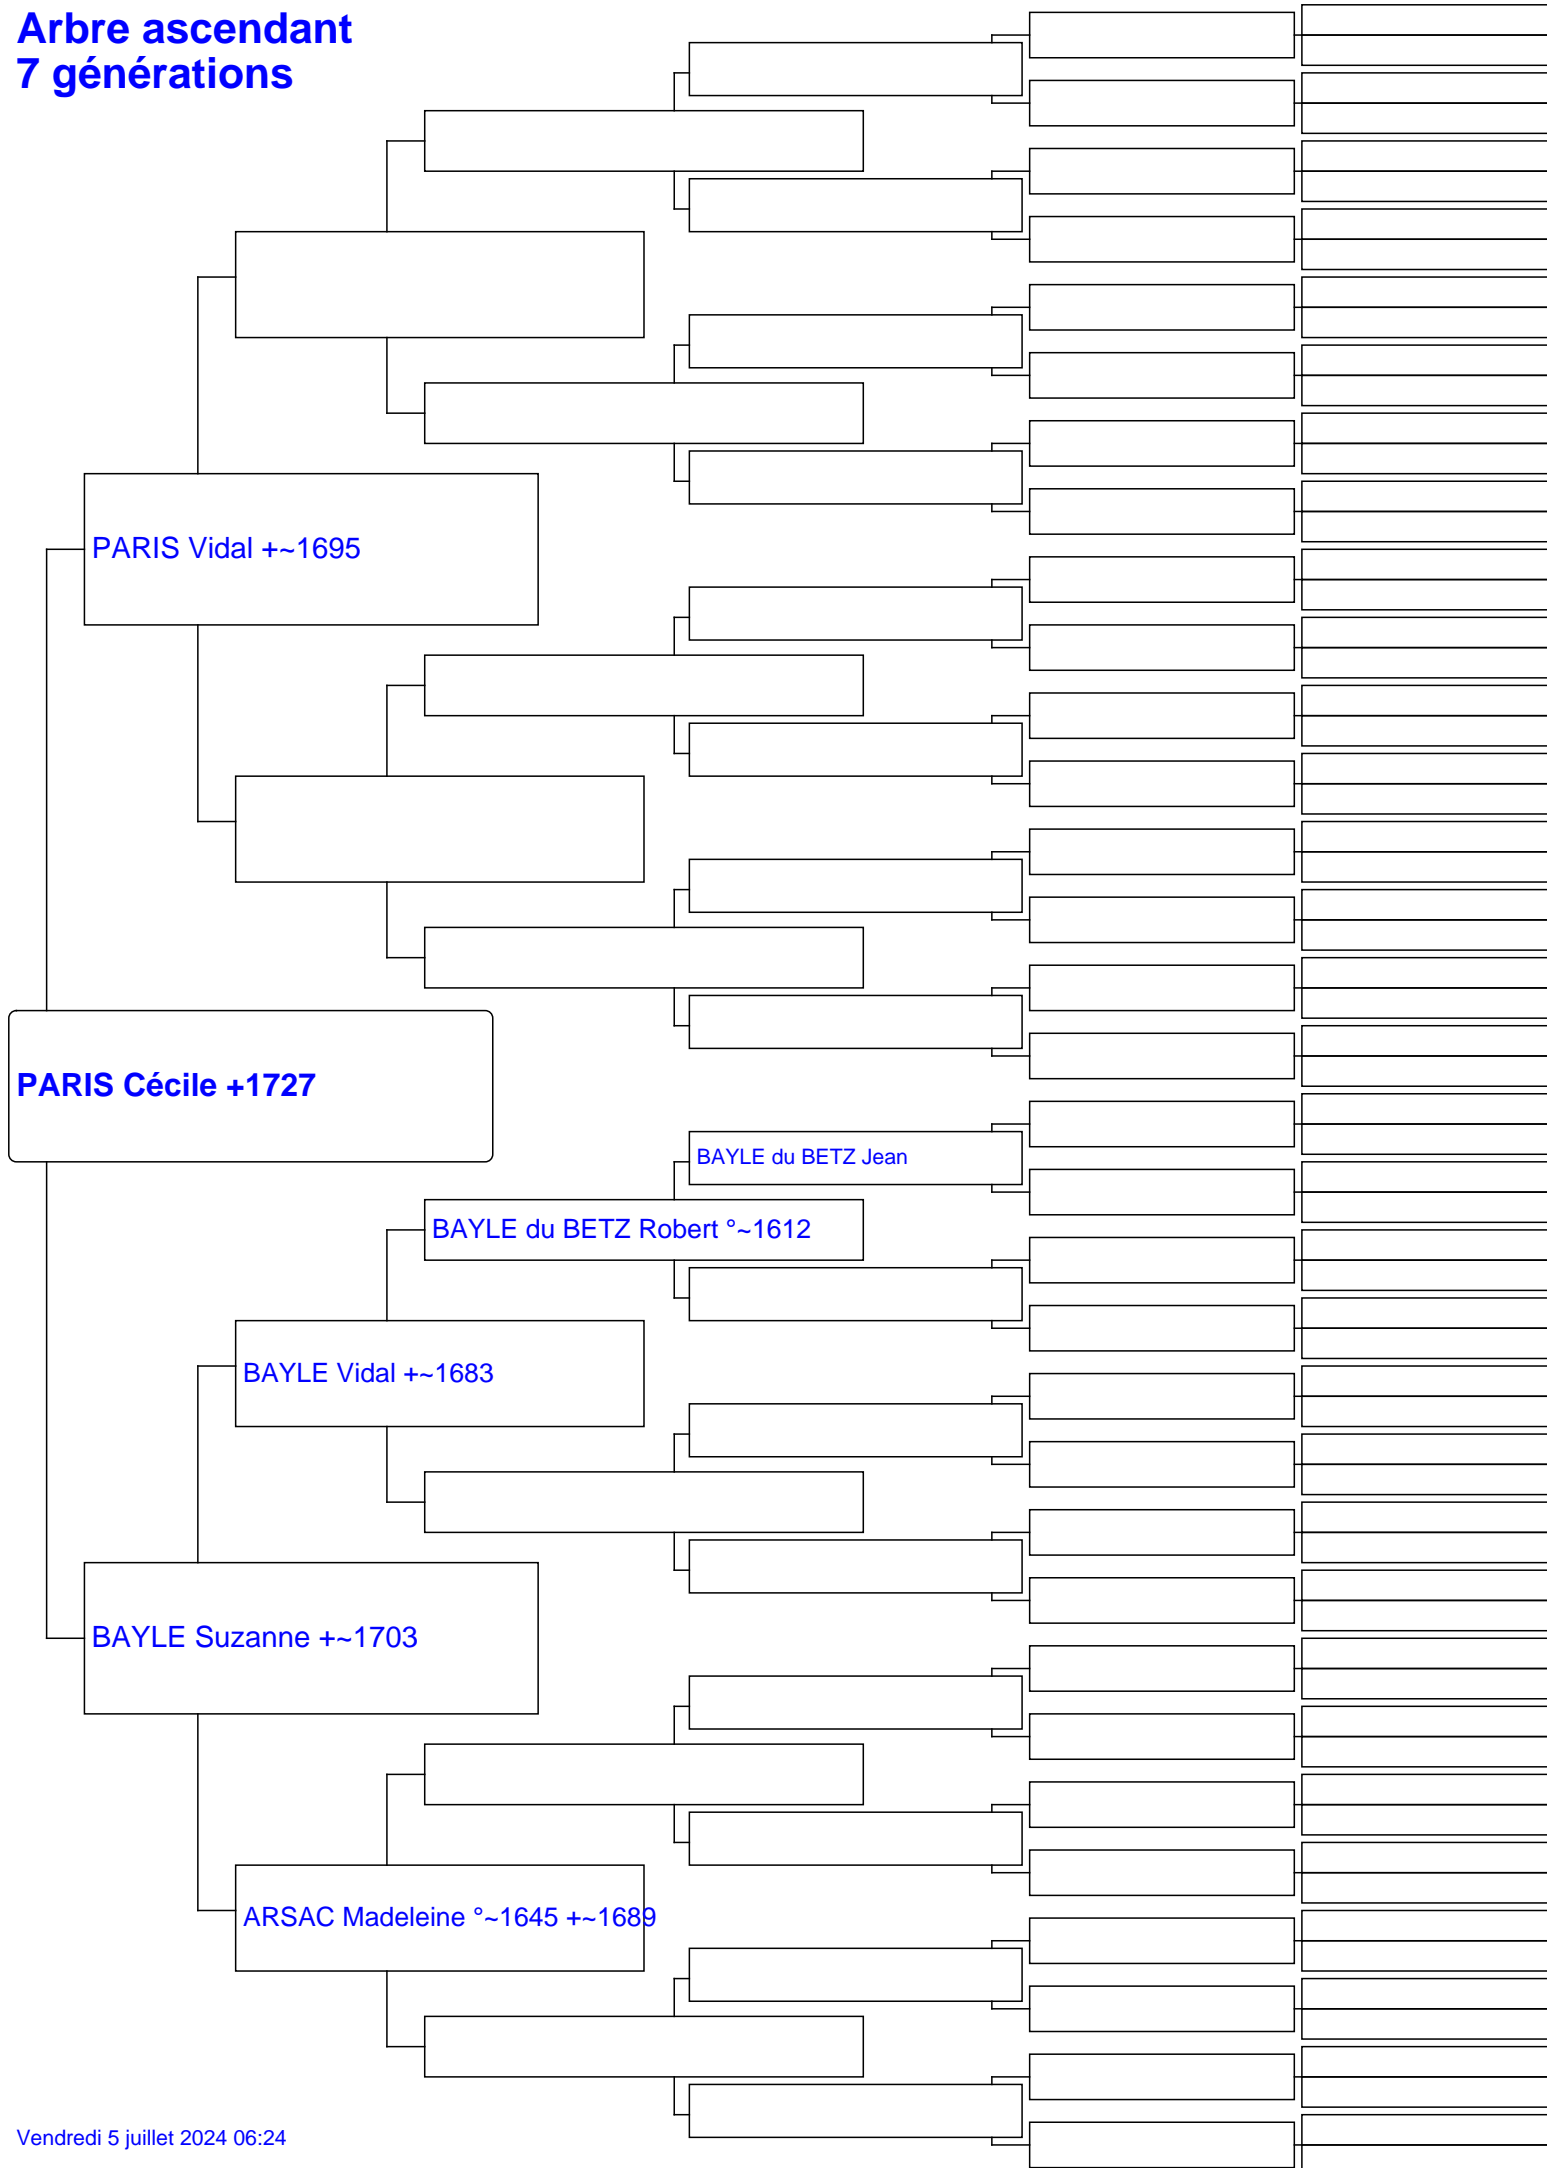 Arbre ascendant
7 générations
PARIS Vidal +~1695
PARIS Cécile +1727
BAYLE du BETZ Jean
BAYLE du BETZ Robert °~1612
BAYLE Vidal +~1683
BAYLE Suzanne +~1703
ARSAC Madeleine °~1645 +~1689
Vendredi 5 juillet 2024 06:24